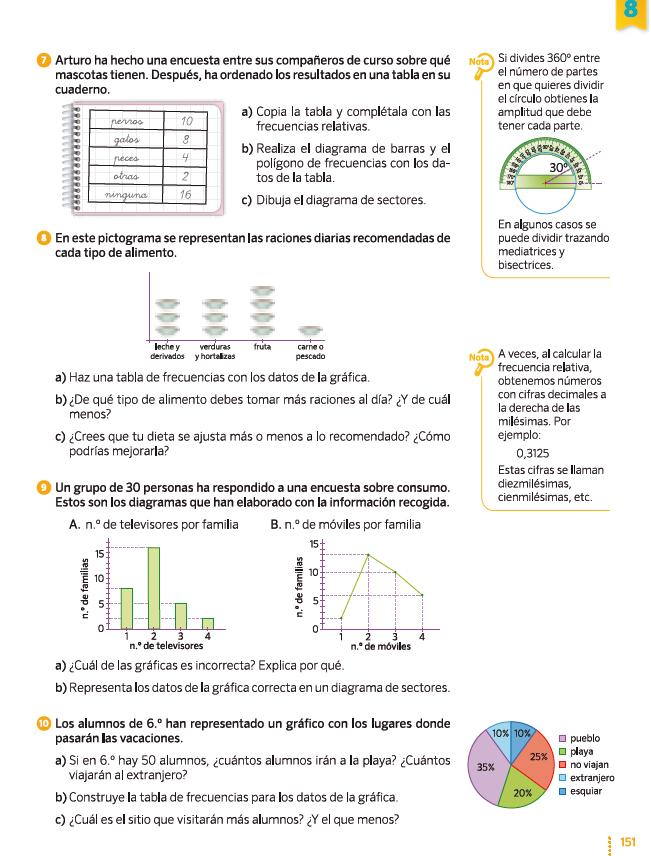 8
7 Arturo ha hecho una encuesta entre sus compañeros de curso sobre qué
mascotas tienen. Después, ha ordenado los resultados en una tabla en su
cuaderno.
perros 10
gatos 8
peces 4
otras 2
ninguna 16
a) Copia la tabla y complétala con las
frecuencias relativas.
b) Realiza el diagrama de barras y el
polígono de frecuencias con los da-
tos de la tabla.
c) Dibuja el diagrama de sectores.
Nota
Si divides 360º entre
el número de partes
en que quieres dividir
el círculo obtienes la
amplitud que debe
tener cada parte.
30º
En algunos casos se
puede dividir trazando
mediatrices y
bisectrices.
8 En este pictograma se representan las raciones diarias recomendadas de
cada tipo de alimento.
leche y
derivados
verduras
y hortalizas
fruta
carne o
pescado
a) Haz una tabla de frecuencias con los datos de la gráfica.
b) ¿De qué tipo de alimento debes tomar más raciones al día? ¿Y de cuál
menos?
c) ¿Crees que tu dieta se ajusta más o menos a lo recomendado? ¿Cómo
podrías mejorarla?
Nota
A veces, al calcular la
frecuencia relativa,
obtenemos números
con cifras decimales a
la derecha de las
milésimas. Por
ejemplo:
0,3125
Estas cifras se llaman
diezmilésimas,
cienmilésimas, etc.
9 Un grupo de 30 personas ha respondido a una encuesta sobre consumo.
Estos son los diagramas que han elaborado con la información recogida.
A. n.º de televisores por familia
15
10
5
0
n.º de familias
1 2 3 4
n.º de televisores
B. n.º de móviles por familia
15
10
5
0
n.º de familias
1 2 3 4
n.º de móviles
a) ¿Cuál de las gráficas es incorrecta? Explica por qué.
b) Representa los datos de la gráfica correcta en un diagrama de sectores.
10 Los alumnos de 6.º han representado un gráfico con los lugares donde
pasarán las vacaciones.
a) Si en 6.º hay 50 alumnos, ¿cuántos alumnos irán a la playa? ¿Cuántos
viajarán al extranjero?
b) Construye la tabla de frecuencias para los datos de la gráfica.
c) ¿Cuál es el sitio que visitarán más alumnos? ¿Y el que menos?
10% 10%
25%
35%
20%
pueblo
playa
no viajan
extranjero
esquiar
151